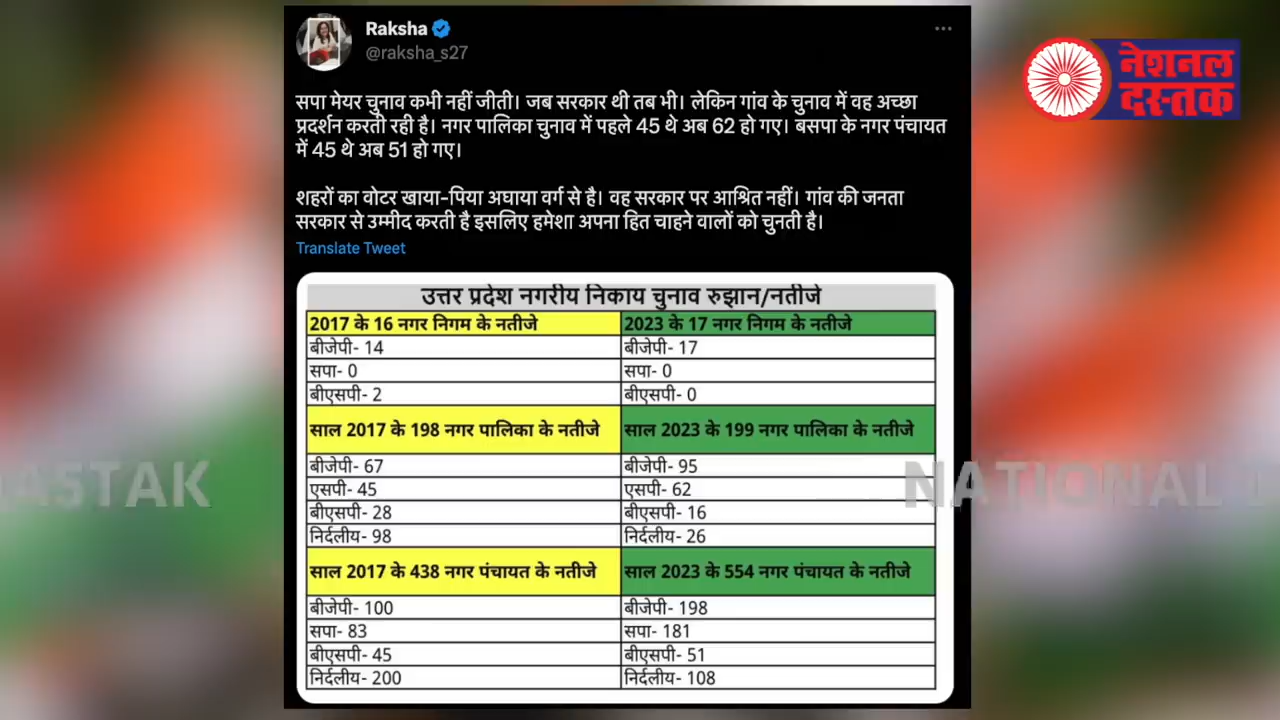 Raksha
@raksha_s27
नेशनल
दस्तक
सपा मेयर चुनाव कभी नहीं जीती। जब सरकार थी तब भी। लेकिन गांव के चुनाव में वह अच्छा
प्रदर्शन करती रही है। नगर पालिका चुनाव में पहले 45 थे अब 62 हो गए। बसपा के नगर पंचायत
में 45 थे अब 51 हो गए।
शहरों का वोटर खाया-पिया अघाया वर्ग से है। वह सरकार पर आश्रित नहीं। गांव की जनता
सरकार से उम्मीद करती है इसलिए हमेशा अपना हित चाहने वालों को चुनती है।
Translate Tweet
उत्तर प्रदेश नगरीय निकाय चुनाव रुझान/नतीजे
2017 के 16 नगर निगम के नतीजे 2023 के 17 नगर निगम के नतीजे
बीजेपी- 14 बीजेपी- 17
सपा- 0 सपा- 0
बीएसपी- 2 बीएसपी- 0
साल 2017 के 198 नगर पालिका के नतीजे साल 2023 के 199 नगर पालिका के नतीजे
बीजेपी- 67 बीजेपी- 95
एसपी- 45 एसपी- 62
बीएसपी- 28 बीएसपी- 16
निर्दलीय- 98 निर्दलीय- 26
साल 2017 के 438 नगर पंचायत के नतीजे साल 2023 के 554 नगर पंचायत के नतीजे
बीजेपी- 100 बीजेपी- 198
सपा- 83 सपा- 181
बीएसपी- 45 बीएसपी- 51
निर्दलीय- 200 निर्दलीय- 108
ASTAK NATIONAL